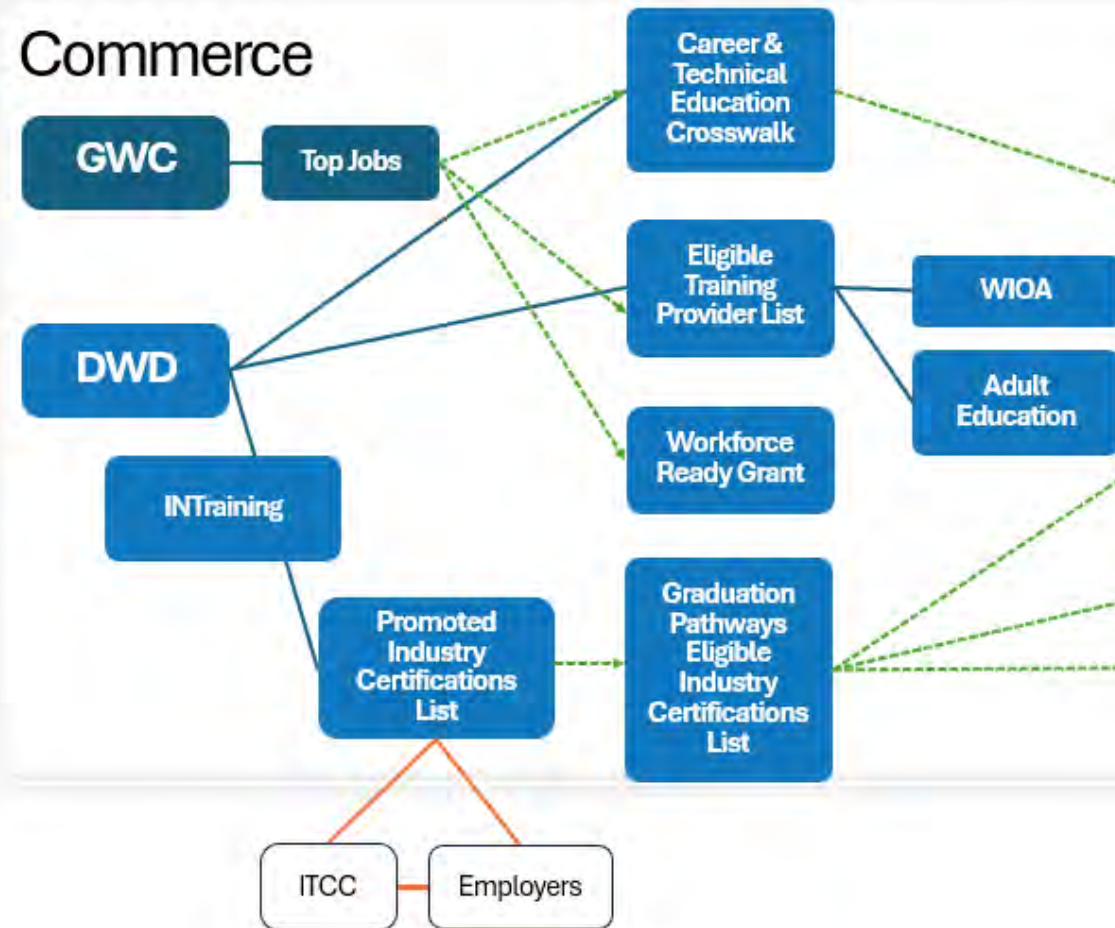 Commerce
GWC
Top Jobs
Career &
Technical
Education
Crosswalk
DWD
Eligible
Training
Provider List
WIOA
Adult
Education
Workforce
Ready Grant
INTraining
Promoted
Industry
Certifications
List
Graduation
Pathways
Eligible
Industry
Certifications
List
ITCC
Employers